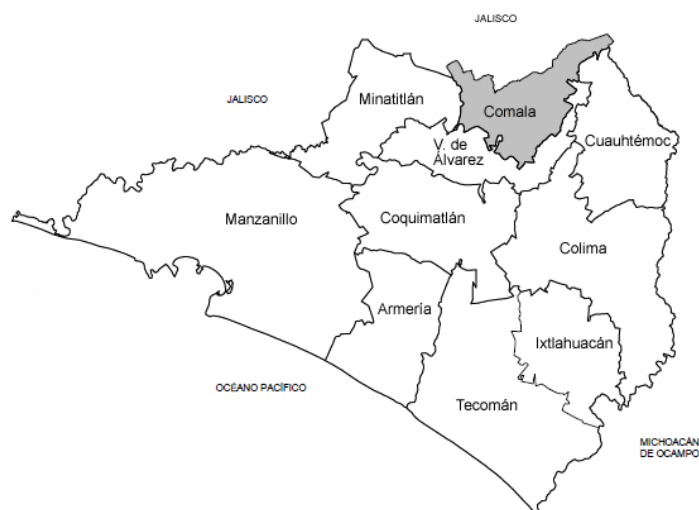 JALISCO
JALISCO
Minatitlán
Comala
V. de
Álvarez
Cuauhtémoc
Manzanillo
Coquimatlán
Colima
Armería
Ixtlahuacán
OCÉANO PACÍFICO
Tecomán
MICHOACÁN
DE OCAMPO